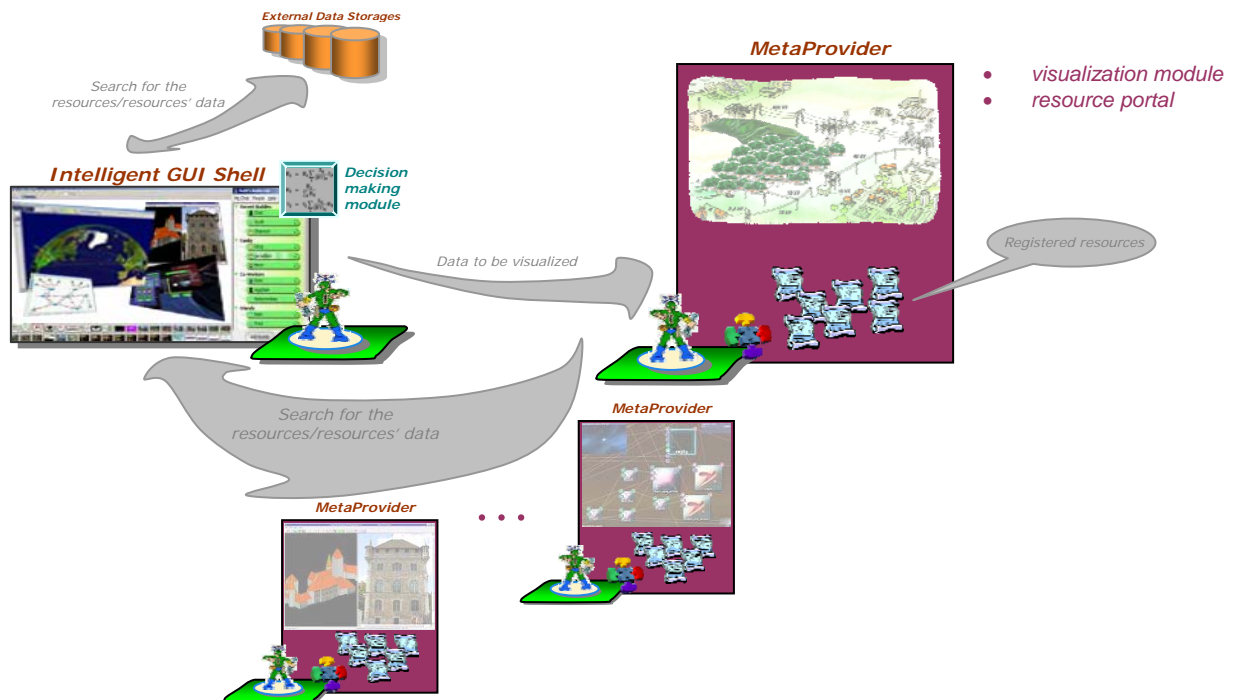 External Data Storages
Search for the
resources/resources' data
MetaProvider
• visualization module
• resource portal
Intelligent GUI Shell
Decision
making
module
Data to be visualized
Registered resources
Search for the
resources/resources' data
MetaProvider
MetaProvider
• • •